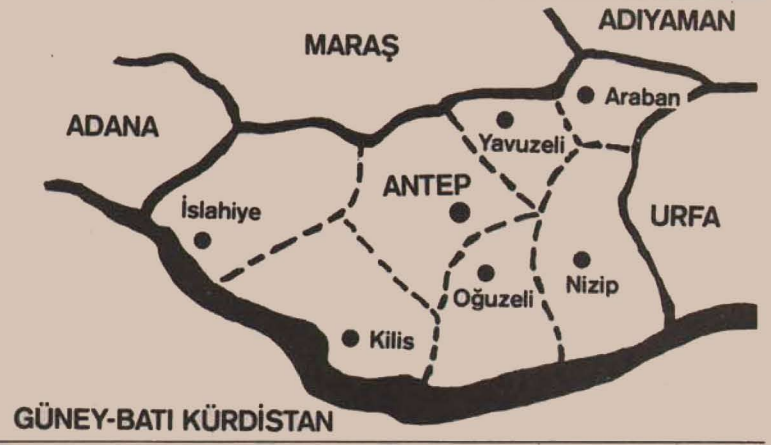 ADIYAMAN
MARAŞ
Araban
ADANA
Yavuzeli
ANTEP
İslahiye
URFA
Oğuzeli
Nizip
Kilis
GÜNEY-BATI KÜRDİSTAN